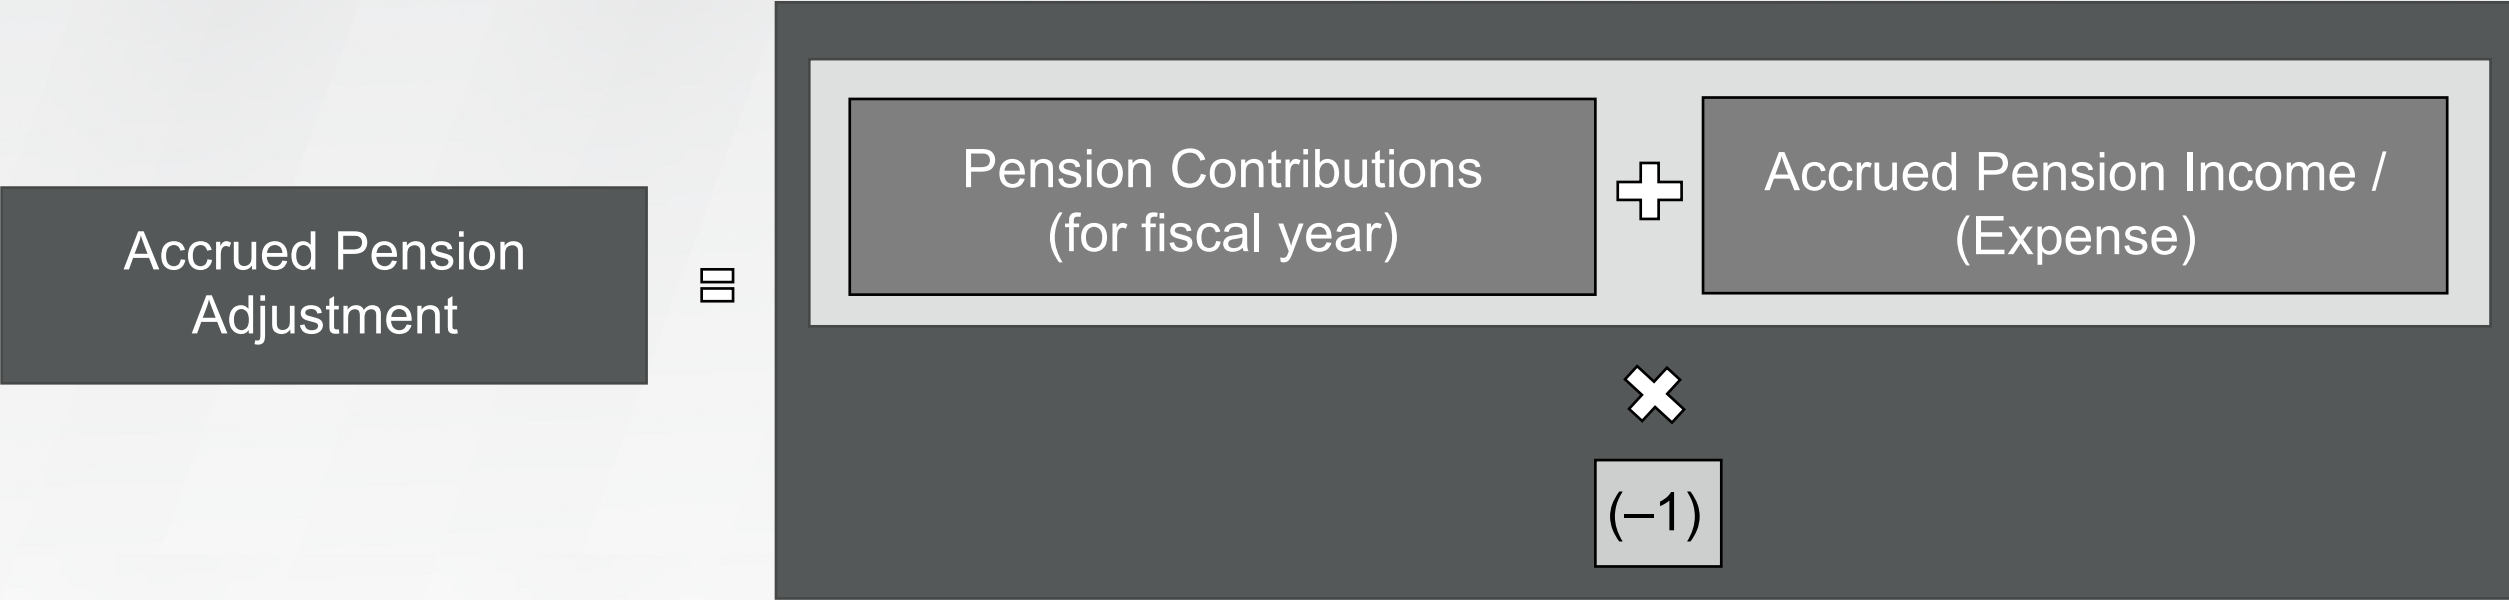 Accrued Pension
Adjustment
=
Pension Contributions
(for fiscal year)
+
Accrued Pension Income /
(Expense)
×
(–1)